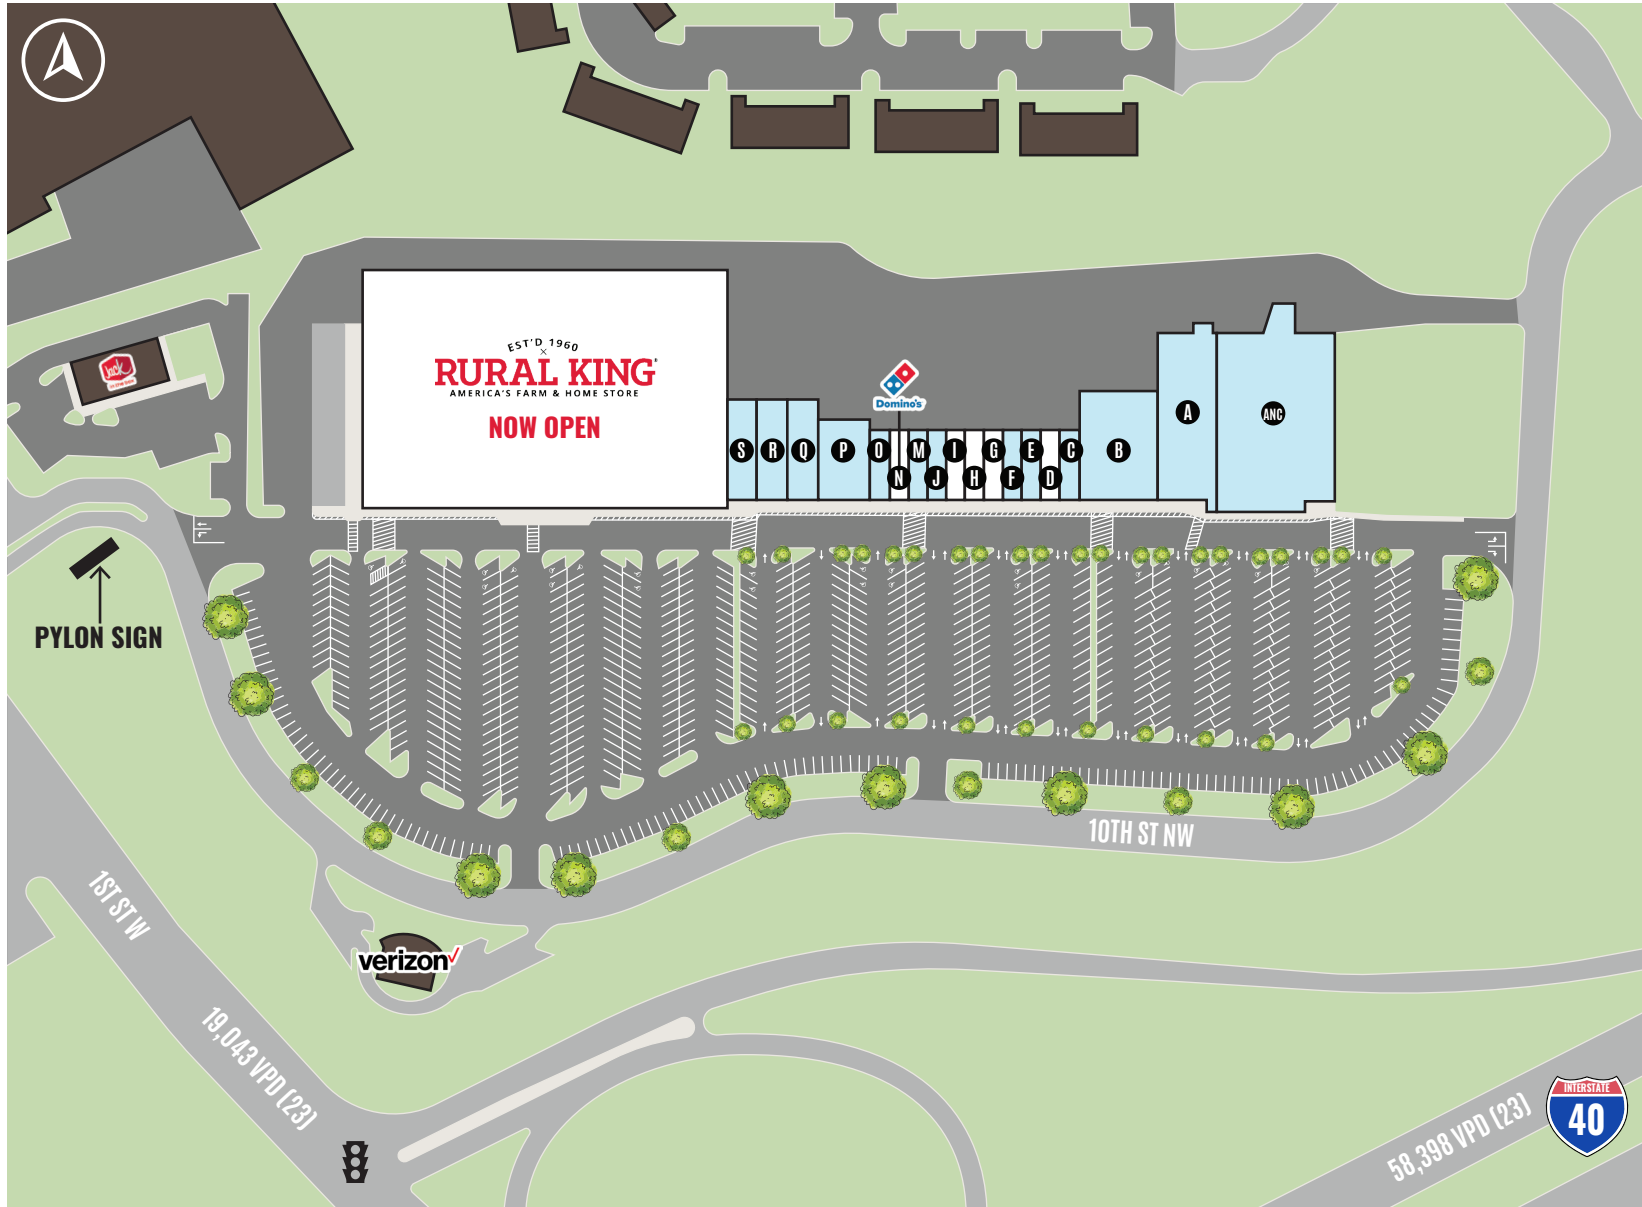 EST'D 1960
RURAL KING
AMERICA'S FARM & HOME STORE
NOW OPEN
Jack
Domino's
A
ANC
S
R
Q
P
O
N
M
J
I
H
G
F
E
D
C
B
PYLON SIGN
10TH ST NW
1ST ST W
verizon
19,043 VPD (23)
58,398 VPD (23)
INTERSTATE
40